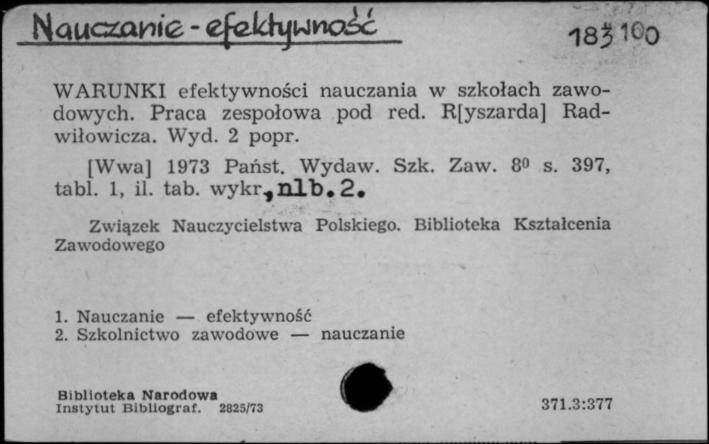 Nauczanie - efektywność
WARUNKI efektywności nauczania w szkołach zawo-
dowych. Praca zespołowa pod red. R[yszarda] Rad-
wiłowicza. Wyd. 2 popr.
[Wwa] 1973 Państ. Wydaw. Szk. Zaw. 8⁰ s. 397,
tabl. 1, il. tab. wykr., nlb. 2.
Związek Nauczycielstwa Polskiego. Biblioteka Kształcenia
Zawodowego
1. Nauczanie — efektywność
2. Szkolnictwo zawodowe — nauczanie
Biblioteka Narodowa
Instytut Bibliograf. 2825/73
371.3:377